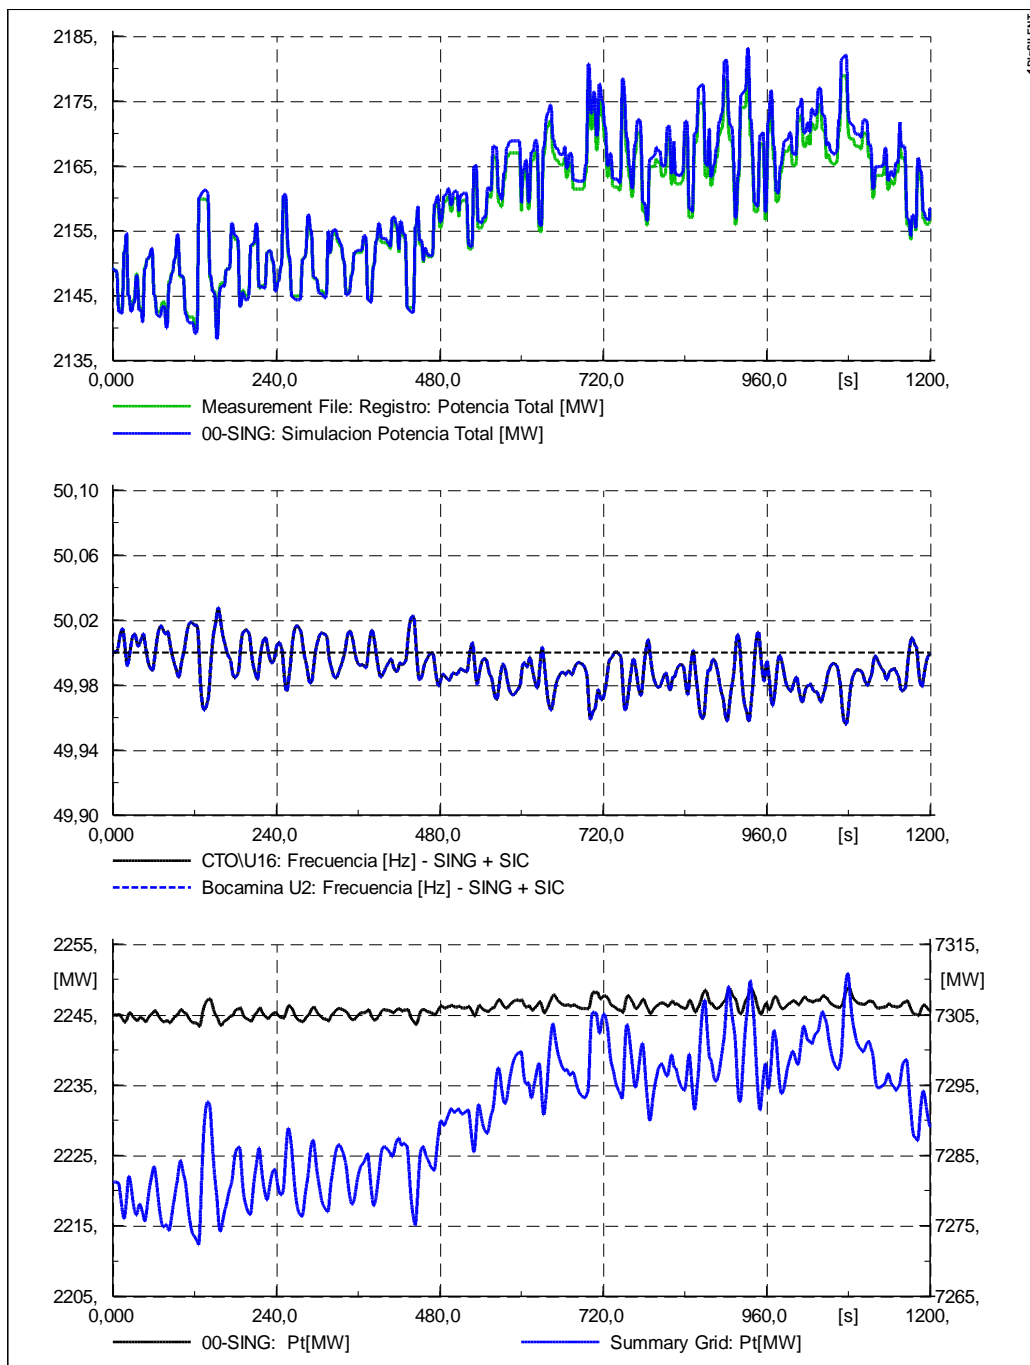 2185,
2175,
2165,
2155,
2145,
2135,
0,000 240,0 480,0 720,0 960,0 [s] 1200,
Measurement File: Registro: Potencia Total [MW]
00-SING: Simulacion Potencia Total [MW]
50,10
50,06
50,02
49,98
49,94
49,90
0,000 240,0 480,0 720,0 960,0 [s] 1200,
CTO\U16: Frecuencia [Hz] - SING + SIC
Bocamina U2: Frecuencia [Hz] - SING + SIC
2255, 7315,
[MW] [MW]
2245, 7305,
2235, 7295,
2225, 7285,
2215, 7275,
2205, 7265,
0,000 240,0 480,0 720,0 960,0 [s] 1200,
00-SING: Pt[MW] Summary Grid: Pt[MW]